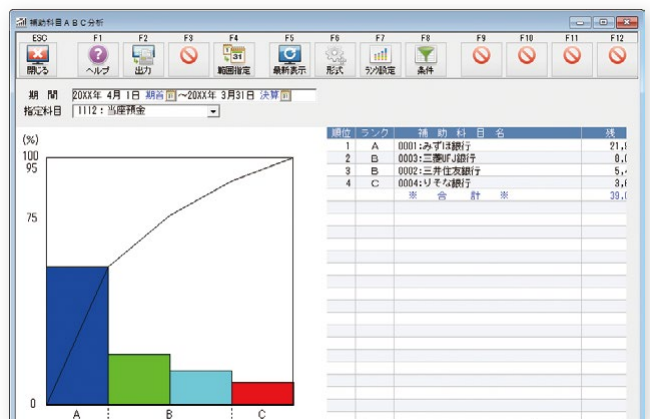 補助科目ABC分析
ESC F1 F2 F3 F4 F5 F6 F7 F8 F9 F10 F11 F12
閉じる ヘルプ 出力 範囲指定 最新表示 形式 ランク設定 条件
期 間 20XX年 4月 1日 期首 ~20XX年 3月31日 決算
指定科目 1112:当座預金
順位 ランク 補助科目名 残
1 A 0001:みずほ銀行 21,
2 B 0003:三菱UFJ銀行
3 B 0002:三井住友銀行 5,
4 C 0004:りそな銀行 3,
※ 合 計 ※ 39,
(%)
100
95
75
0
A B C